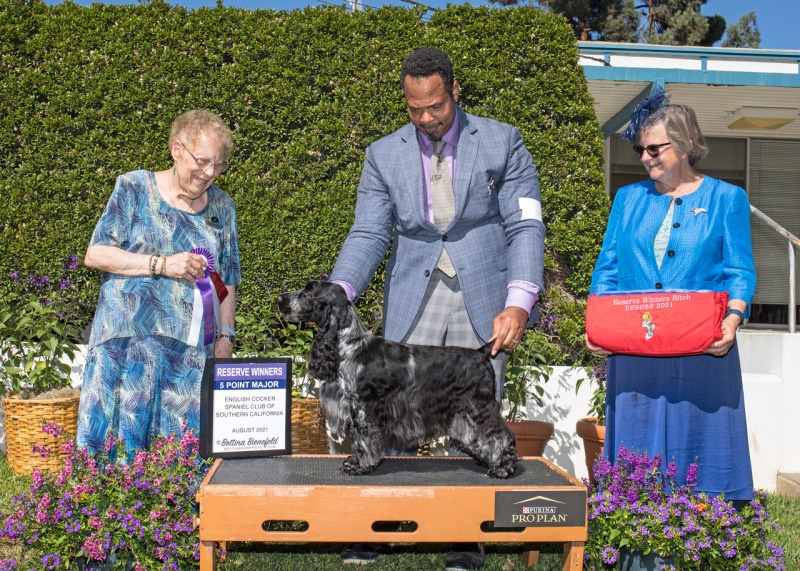 RESERVE WINNERS
5 POINT MAJOR
ENGLISH COCKER
SPANIEL CLUB OF
SOUTHERN CALIFORNIA
AUGUST 2021
© Bettina Bienefeld
Reserve Winners Bitch
ECSCSC 2021
PURINA
PRO PLAN